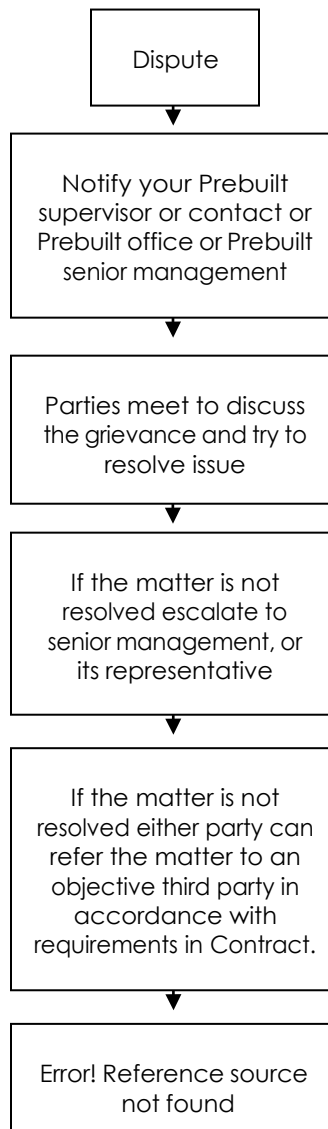 Dispute
Notify your Prebuilt
supervisor or contact or
Prebuilt office or Prebuilt
senior management
Parties meet to discuss
the grievance and try to
resolve issue
If the matter is not
resolved escalate to
senior management, or
its representative
If the matter is not
resolved either party can
refer the matter to an
objective third party in
accordance with
requirements in Contract.
Error! Reference source
not found